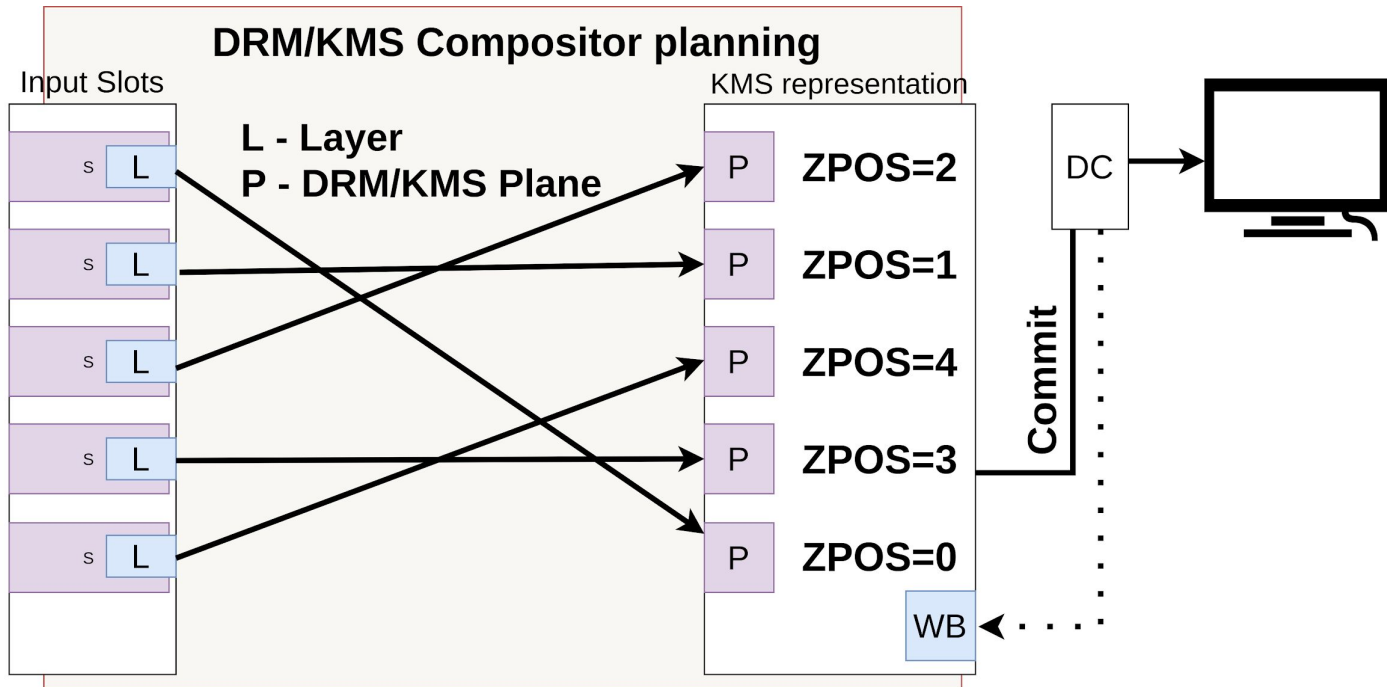 DRM/KMS Compositor planning
Input Slots
KMS representation
L - Layer
P - DRM/KMS Plane
S L
P ZPOS=2
DC
S L
P ZPOS=1
S L
P ZPOS=4
Commit
S L
P ZPOS=3
S L
P ZPOS=0
WB